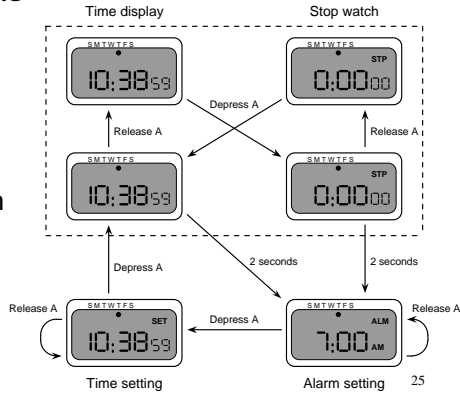 Time display
Stop watch
S M T W T F S
10:38 59
S M T W T F S
STP
0:00 00
Depress A
Release A
Release A
S M T W T F S
10:38 59
S M T W T F S
STP
0:00 00
2 seconds
2 seconds
Depress A
Release A
S M T W T F S
SET
10:38 59
Depress A
S M T W T F S
ALM
7:00 AM
Release A
Time setting
Alarm setting
25